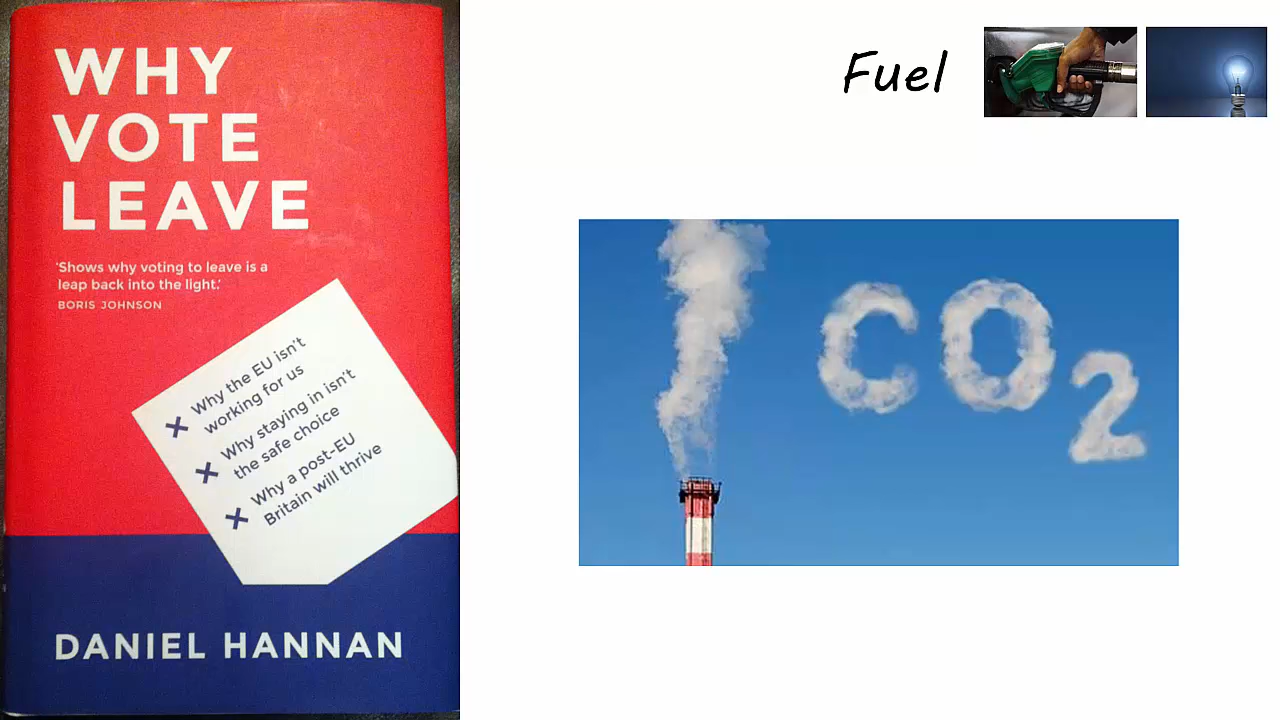 WHY
VOTE
LEAVE
'Shows why voting to leave is a
leap back into the light.'
BORIS JOHNSON
Why the EU isn't
working for us
Why staying in isn't
the safe choice
Why a post-EU
Britain will thrive
DANIEL HANNAN
Fuel
CO2